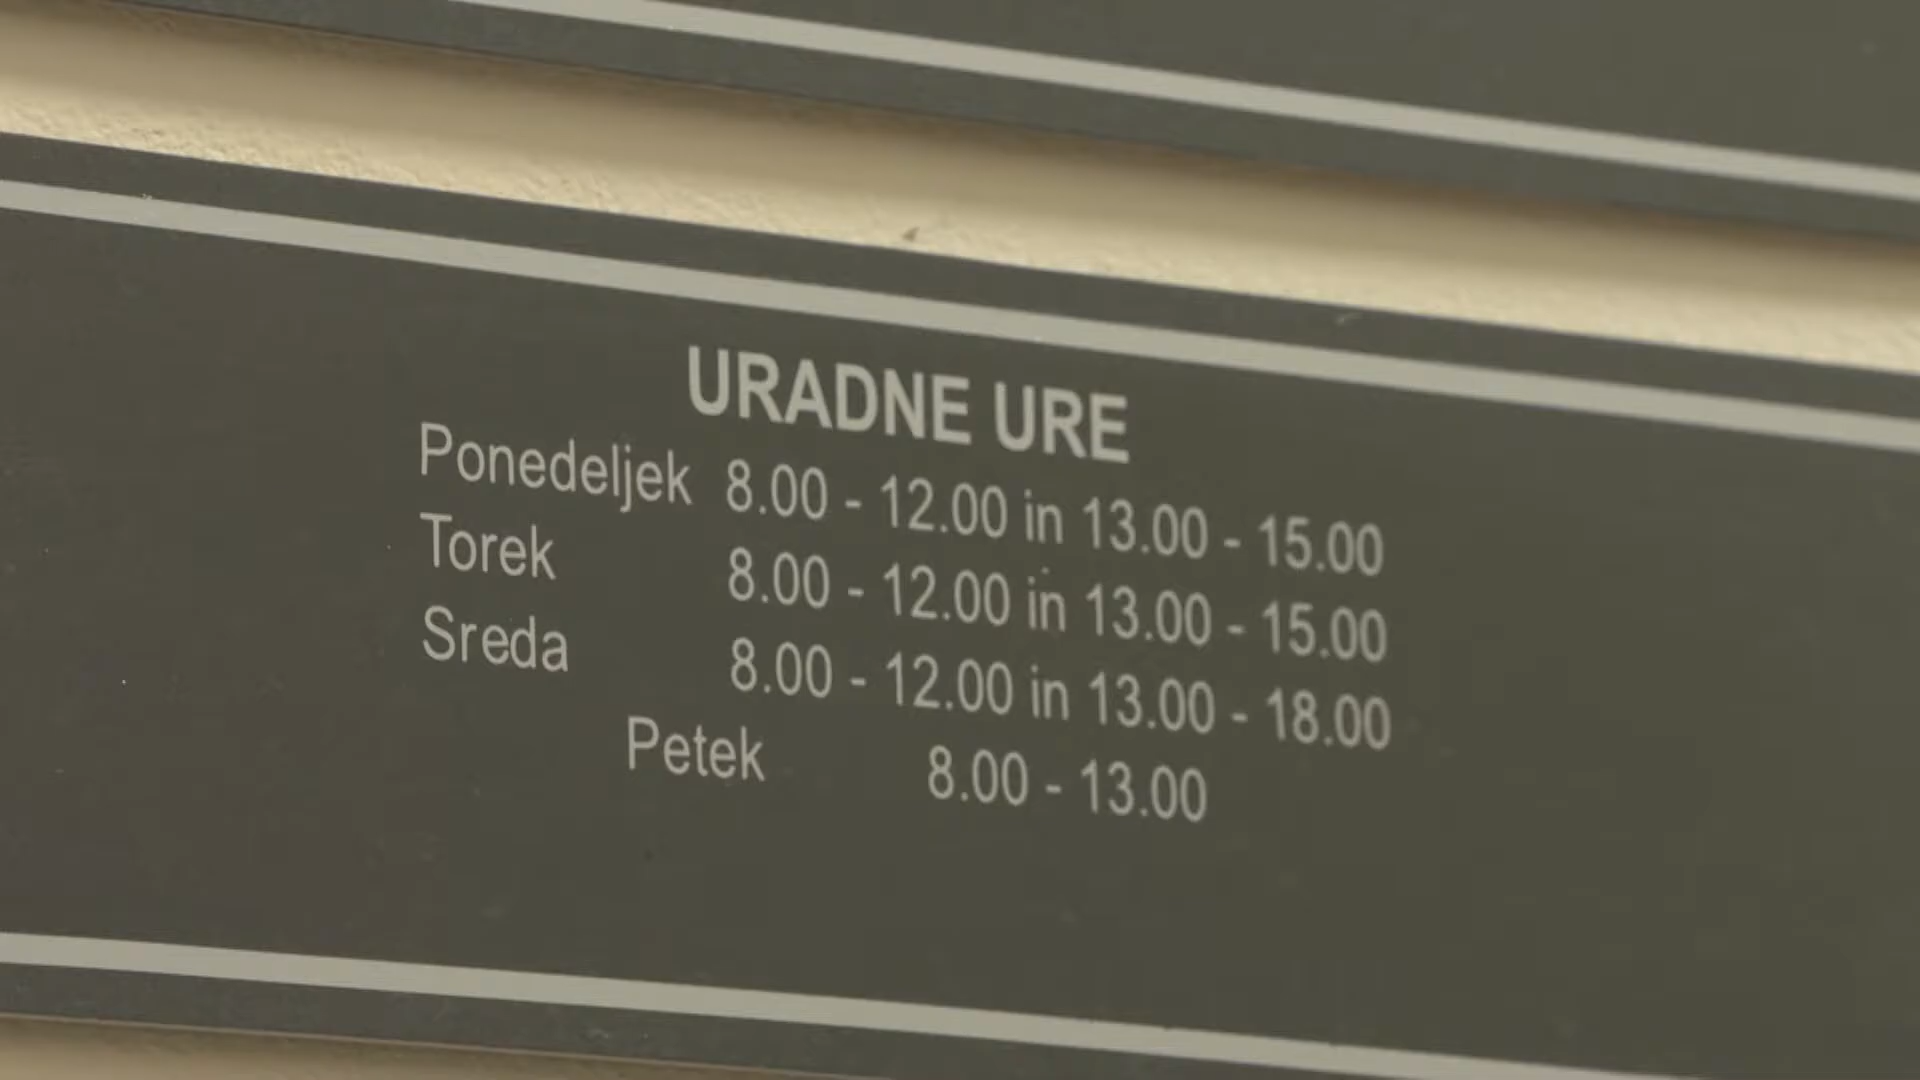 URADNE URE
Ponedeljek 8.00 - 12.00 in 13.00 - 15.00
Torek 8.00 - 12.00 in 13.00 - 15.00
Sreda 8.00 - 12.00 in 13.00 - 18.00
Petek 8.00 - 13.00